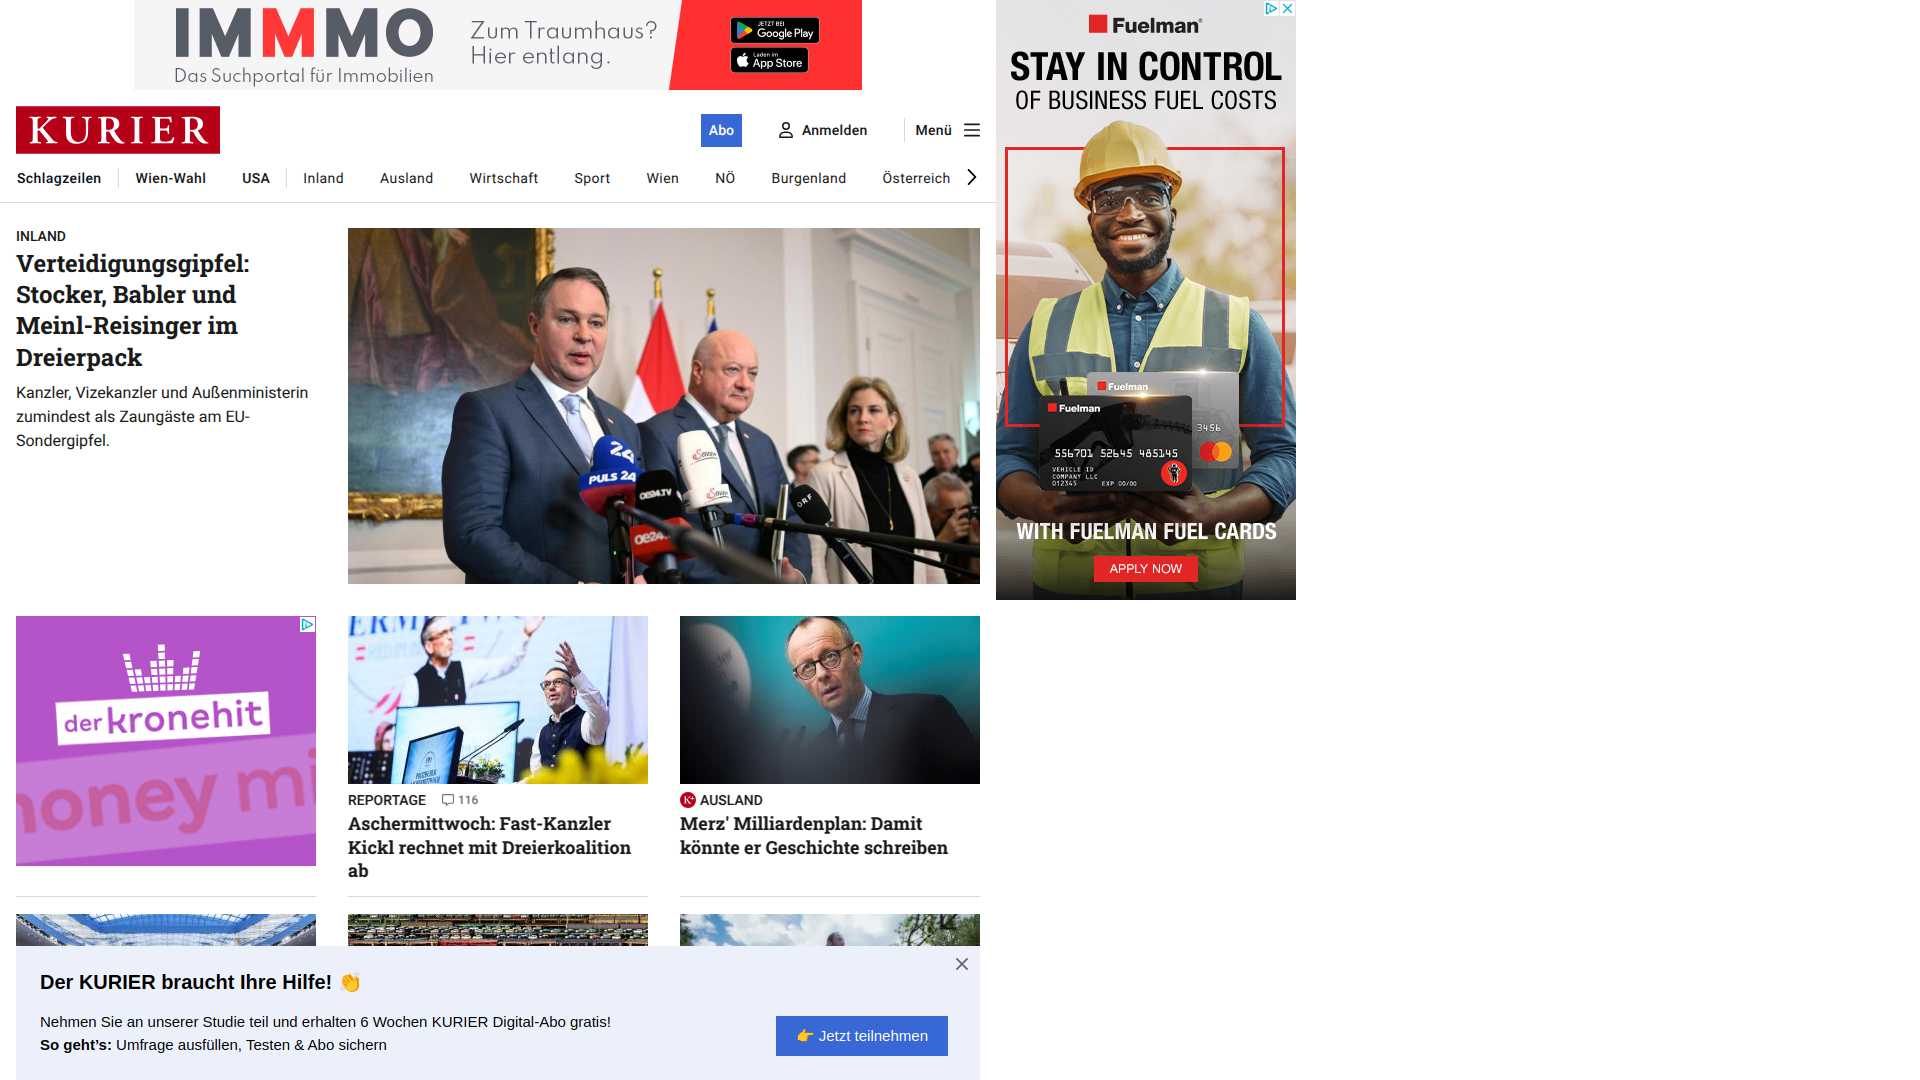 IMMMO
Das Suchportal für Immobilien
Zum Traumhaus?
Hier entlang.
JETZT BEI
Google Play
Laden im
App Store
KURIER
Abo
Anmelden
Menü
Schlagzeilen
Wien-Wahl
USA
Inland
Ausland
Wirtschaft
Sport
Wien
NÖ
Burgenland
Österreich
INLAND
Verteidigungsgipfel:
Stocker, Babler und
Meinl-Reisinger im
Dreierpack
Kanzler, Vizekanzler und Außenministerin
zumindest als Zaungäste am EU-
Sondergipfel.
24
PULS 24
oe24.TV
oe24
ORF
Fuelman
STAY IN CONTROL
OF BUSINESS FUEL COSTS
Fuelman
Fuelman
3456
556701 52645 485145
VEHICLE ID
COMPANY LLC
012345 EXP 00/00
WITH FUELMAN FUEL CARDS
APPLY NOW
der kronehit
money mi
REPORTAGE 116
Aschermittwoch: Fast-Kanzler
Kickl rechnet mit Dreierkoalition
ab
K+ AUSLAND
Merz' Milliardenplan: Damit
könnte er Geschichte schreiben
Der KURIER braucht Ihre Hilfe! 👏
Nehmen Sie an unserer Studie teil und erhalten 6 Wochen KURIER Digital-Abo gratis!
So geht's: Umfrage ausfüllen, Testen & Abo sichern
👉 Jetzt teilnehmen